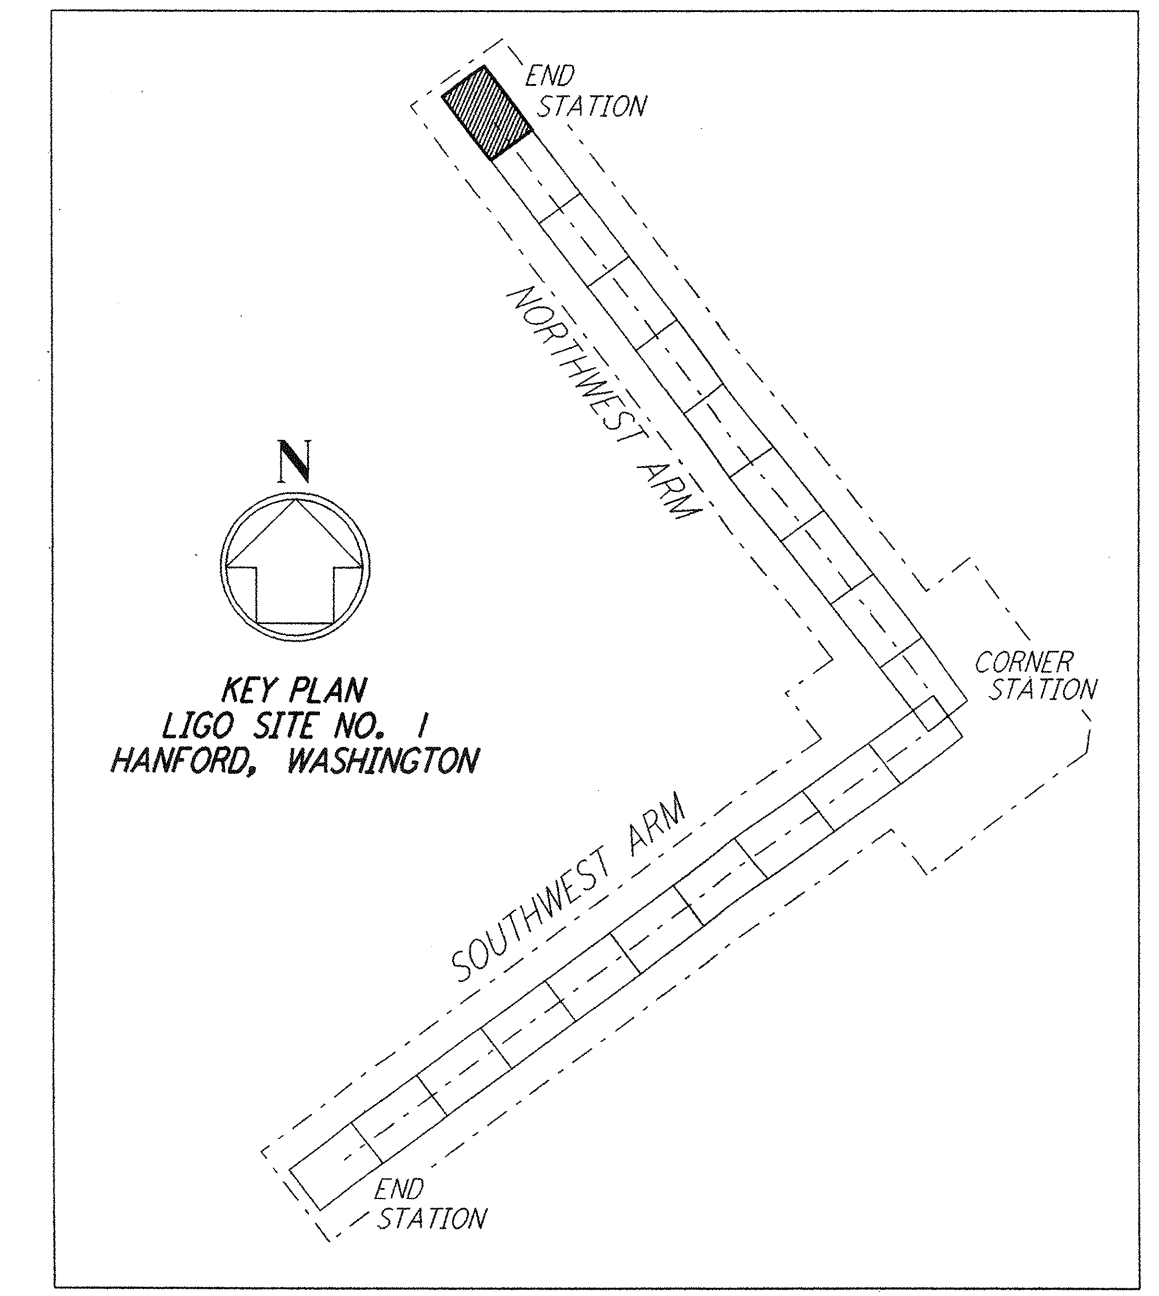 END
STATION
NORTHWEST ARM
N
CORNER
STATION
KEY PLAN
LIGO SITE NO. 1
HANFORD, WASHINGTON
SOUTHWEST ARM
END
STATION